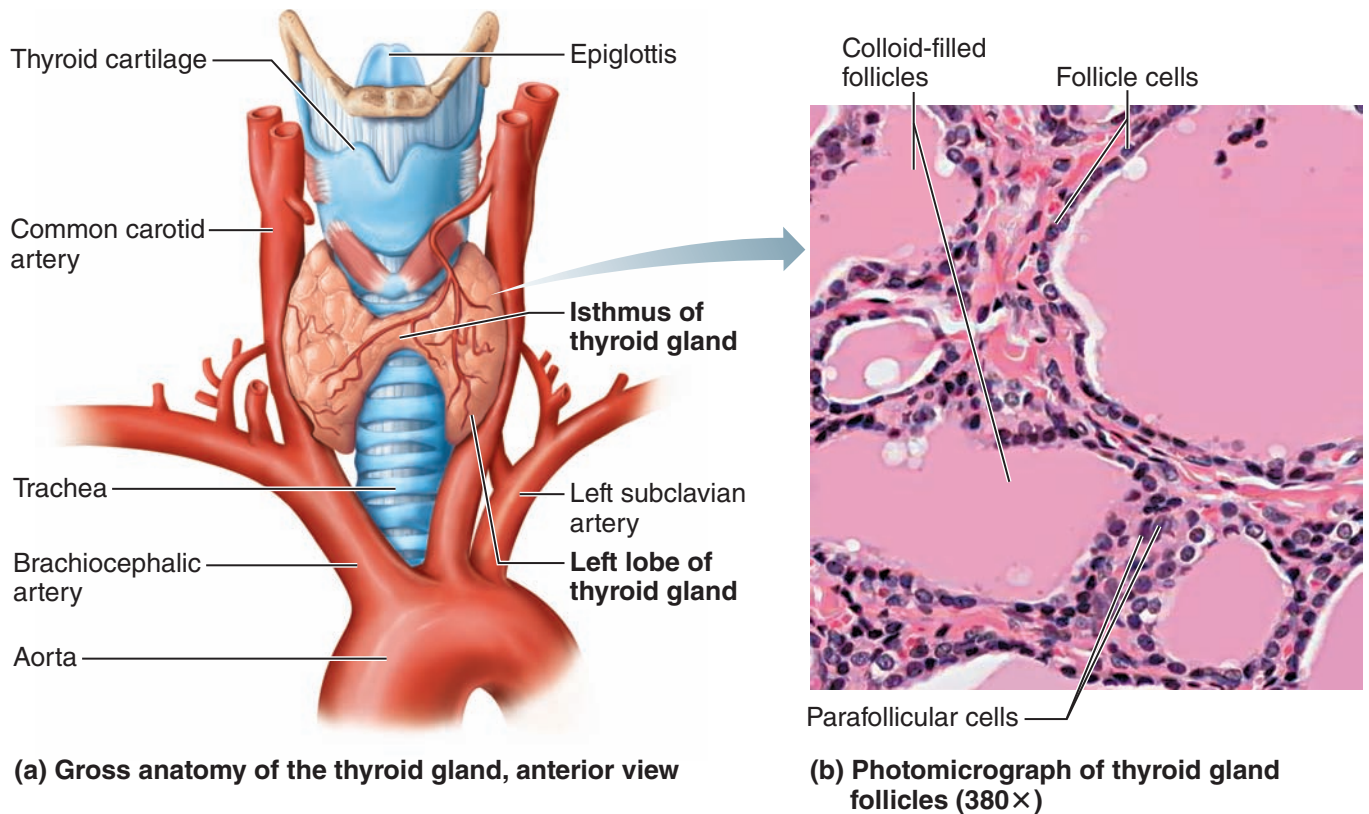 Thyroid cartilage
Epiglottis
Common carotid
artery
Isthmus of
thyroid gland
Trachea
Left subclavian
artery
Brachiocephalic
artery
Left lobe of
thyroid gland
Aorta
(a) Gross anatomy of the thyroid gland, anterior view
Colloid-filled
follicles
Follicle cells
Parafollicular cells
(b) Photomicrograph of thyroid gland
follicles (380×)